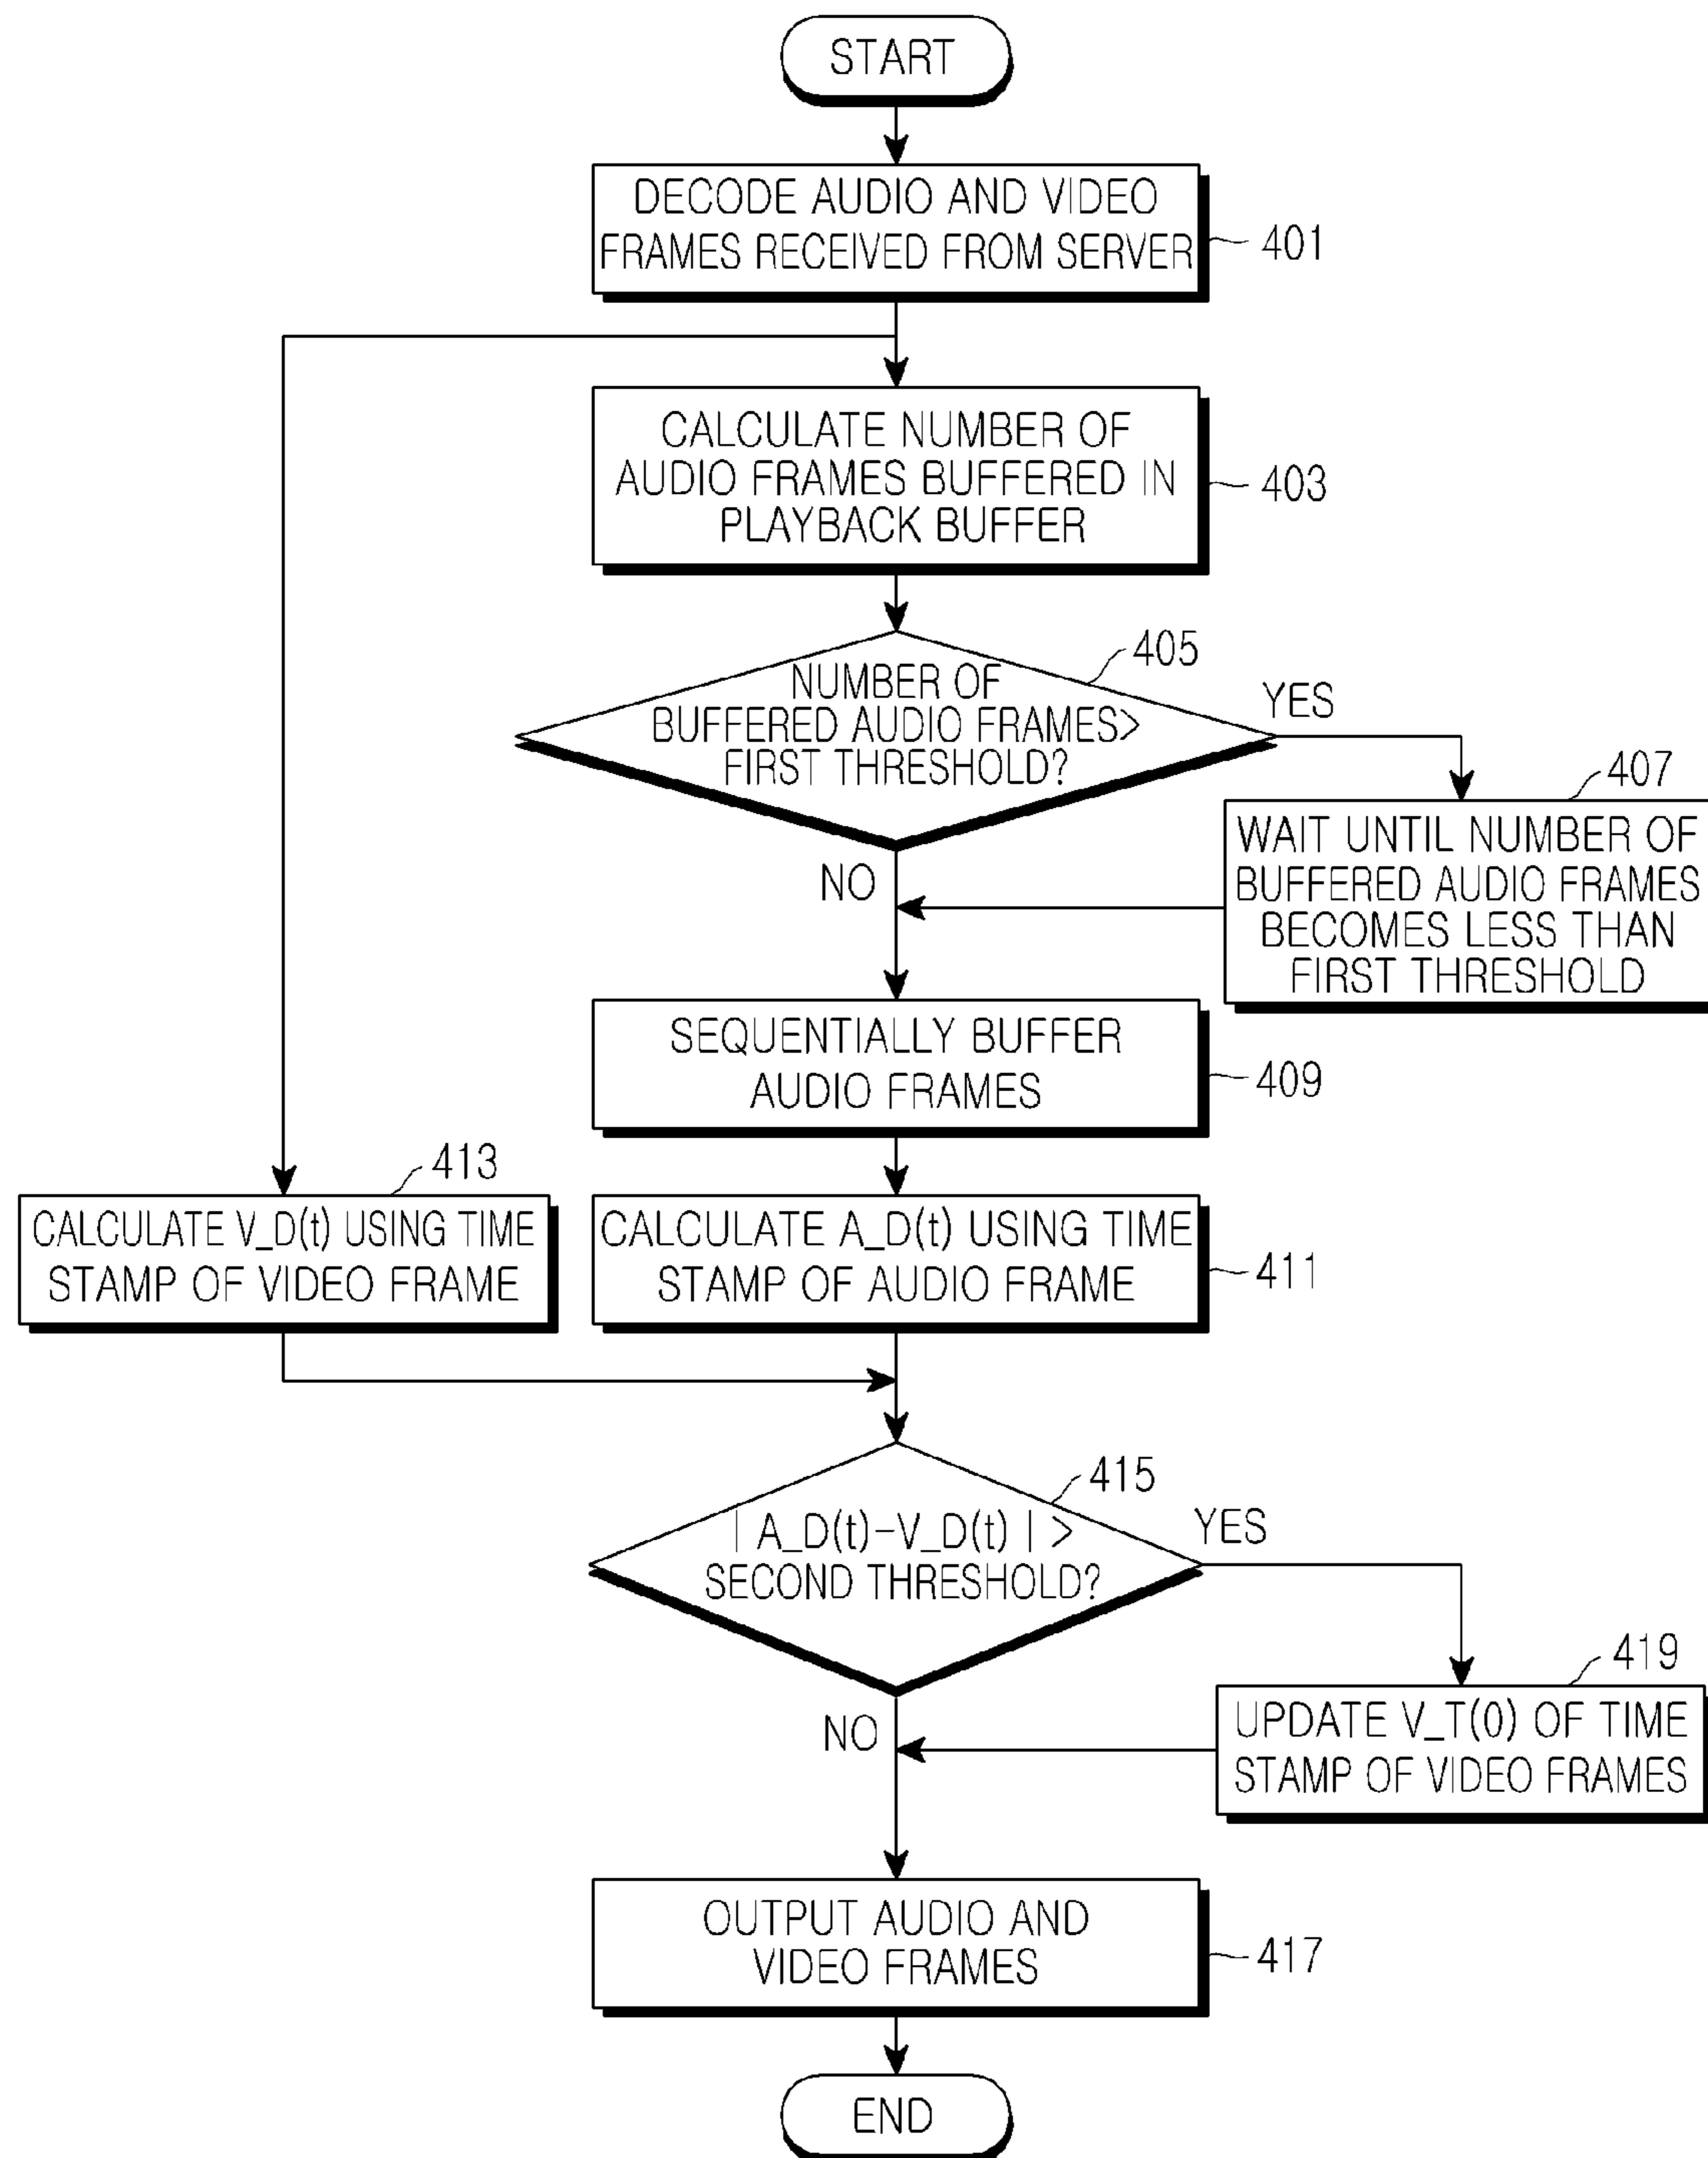 START
DECODE AUDIO AND VIDEO
FRAMES RECEIVED FROM SERVER
401
CALCULATE NUMBER OF
AUDIO FRAMES BUFFERED IN
PLAYBACK BUFFER
403
405
NUMBER OF
BUFFERED AUDIO FRAMES>
FIRST THRESHOLD?
YES
NO
407
WAIT UNTIL NUMBER OF
BUFFERED AUDIO FRAMES
BECOMES LESS THAN
FIRST THRESHOLD
SEQUENTIALLY BUFFER
AUDIO FRAMES
409
413
CALCULATE V_D(t) USING TIME
STAMP OF VIDEO FRAME
CALCULATE A_D(t) USING TIME
STAMP OF AUDIO FRAME
411
415
| A_D(t)-V_D(t) | >
SECOND THRESHOLD?
YES
NO
419
UPDATE V_T(0) OF TIME
STAMP OF VIDEO FRAMES
OUTPUT AUDIO AND
VIDEO FRAMES
417
END